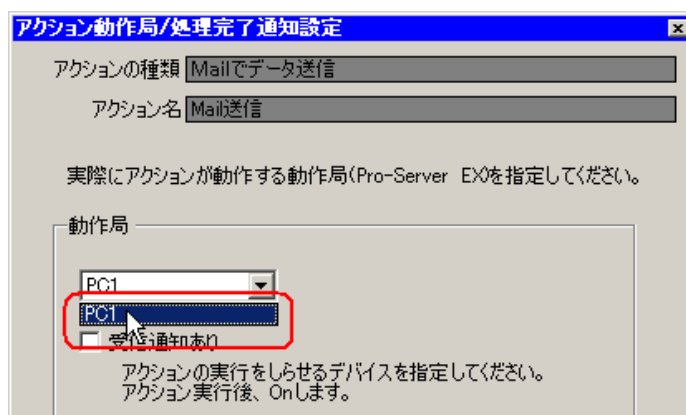 アクション動作局/処理完了通知設定
アクションの種類 Mailでデータ送信
アクション名 Mail送信
実際にアクションが動作する動作局(Pro-Server EX)を指定してください。
動作局
PC1
PC1
受信通知あり
アクションの実行をしらせるデバイスを指定してください。
アクション実行後、Onします。